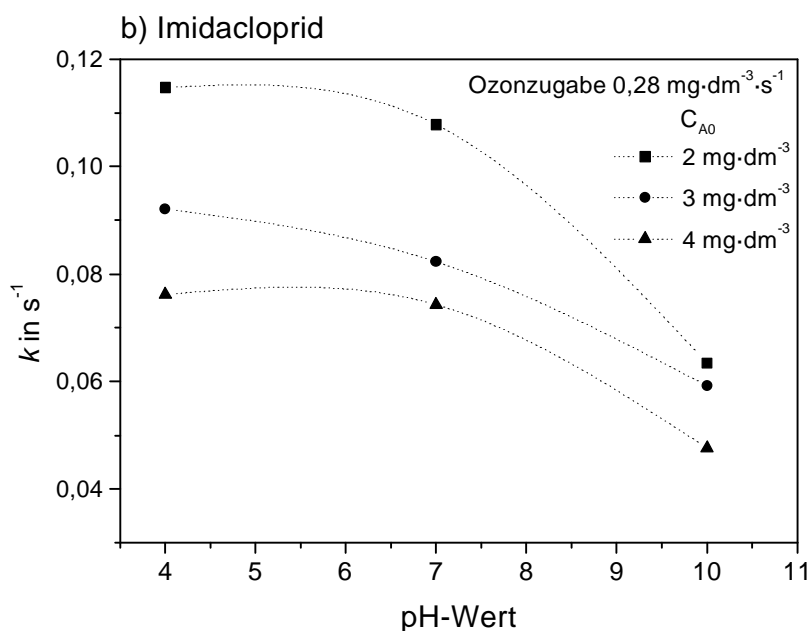 b) Imidacloprid
0,12
0,10
0,08
0,06
0,04
k in s⁻¹
Ozonzugabe 0,28 mg·dm⁻³·s⁻¹
C_A0
2 mg·dm⁻³
3 mg·dm⁻³
4 mg·dm⁻³
4 5 6 7 8 9 10 11
pH-Wert